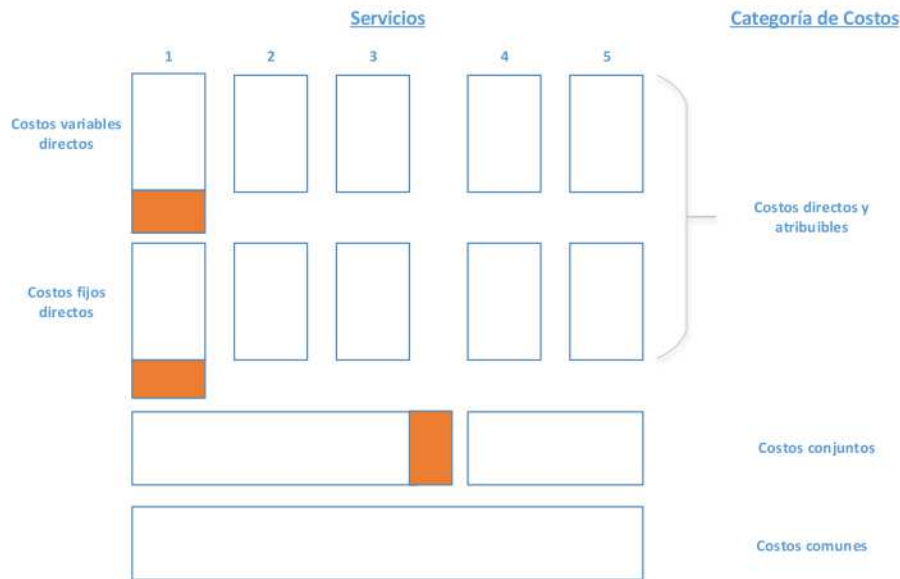 Servicios
Categoría de Costos
1
2
3
4
5
Costos variables
directos
Costos directos y
atribuibles
Costos fijos
directos
Costos conjuntos
Costos comunes